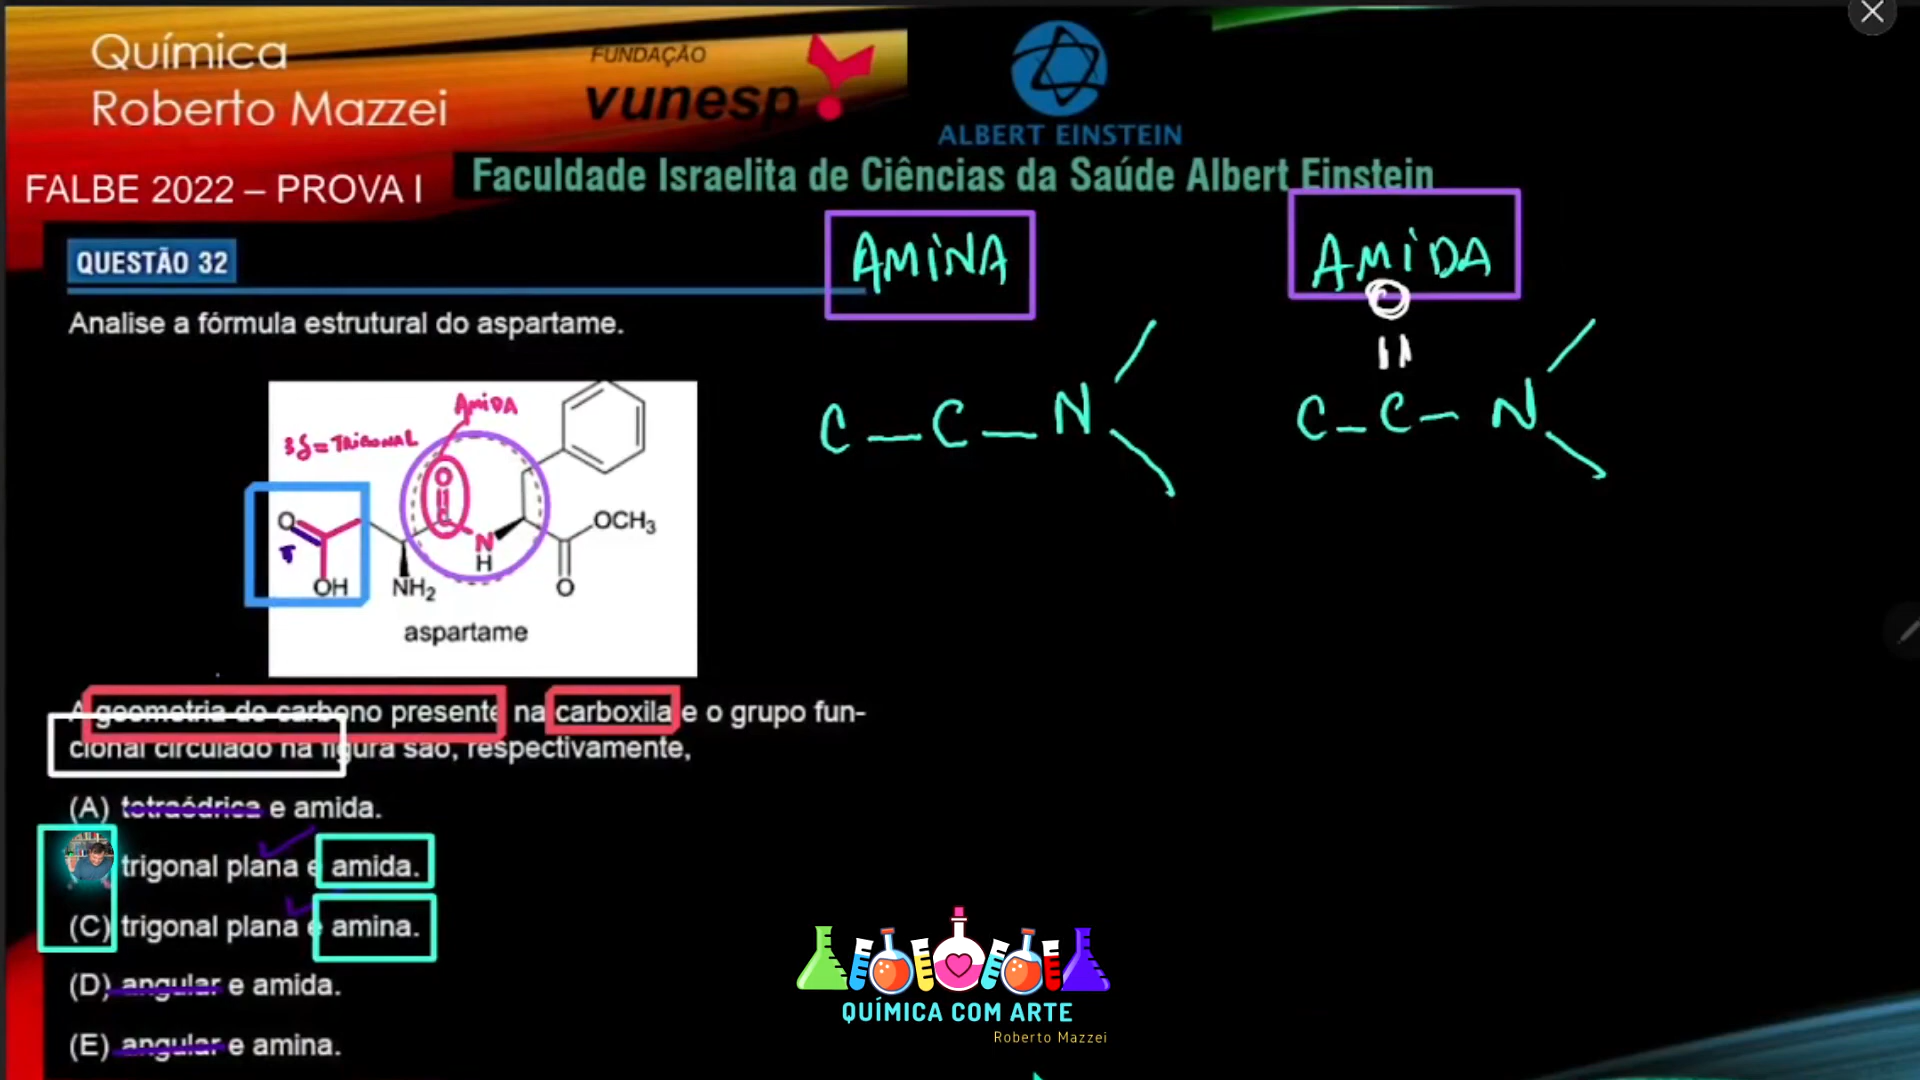 Química
Roberto Mazzei
FUNDAÇÃO
vunesp
ALBERT EINSTEIN
Faculdade Israelita de Ciências da Saúde Albert Einstein
FALBE 2022 – PROVA I
QUESTÃO 32
AMINA
AMIDA
Analise a fórmula estrutural do aspartame.
O
C – C – N
C – C – N
AMIDA
3δ = TRIGONAL
O
C
O
OCH₃
N
H
π
OH
NH₂
O
aspartame
A geometria do carbono presente na carboxila e o grupo fun-
cional circulado na figura são, respectivamente,
(A) tetraédrica e amida.
trigonal plana e amida.
(C) trigonal plana e amina.
(D) angular e amida.
(E) angular e amina.
QUÍMICA COM ARTE
Roberto Mazzei